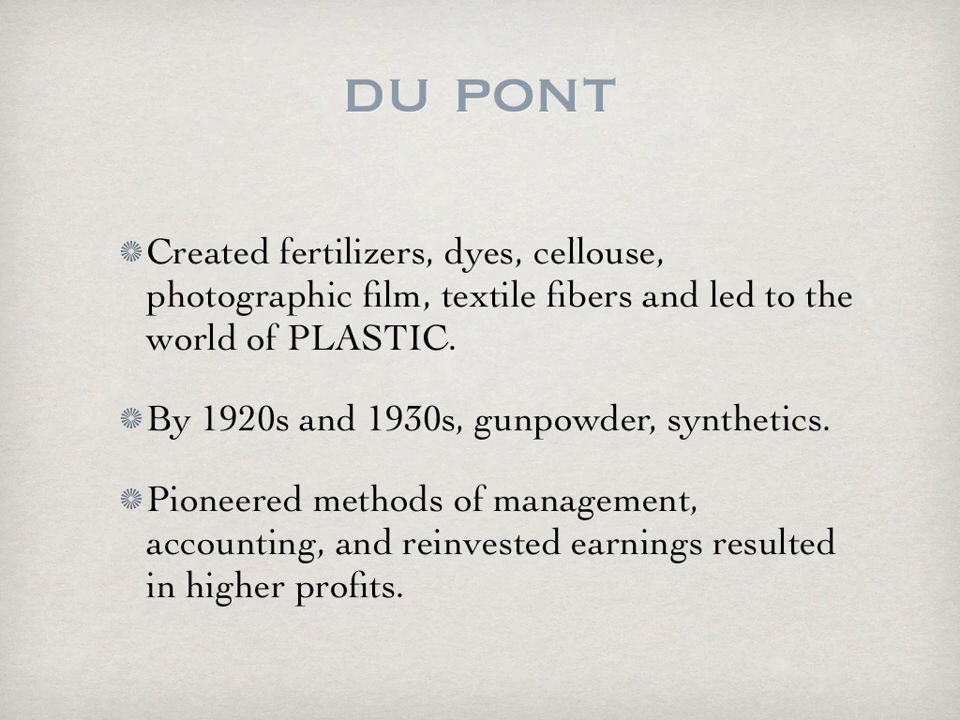 DU PONT
Created fertilizers, dyes, cellouse,
photographic film, textile fibers and led to the
world of PLASTIC.
By 1920s and 1930s, gunpowder, synthetics.
Pioneered methods of management,
accounting, and reinvested earnings resulted
in higher profits.